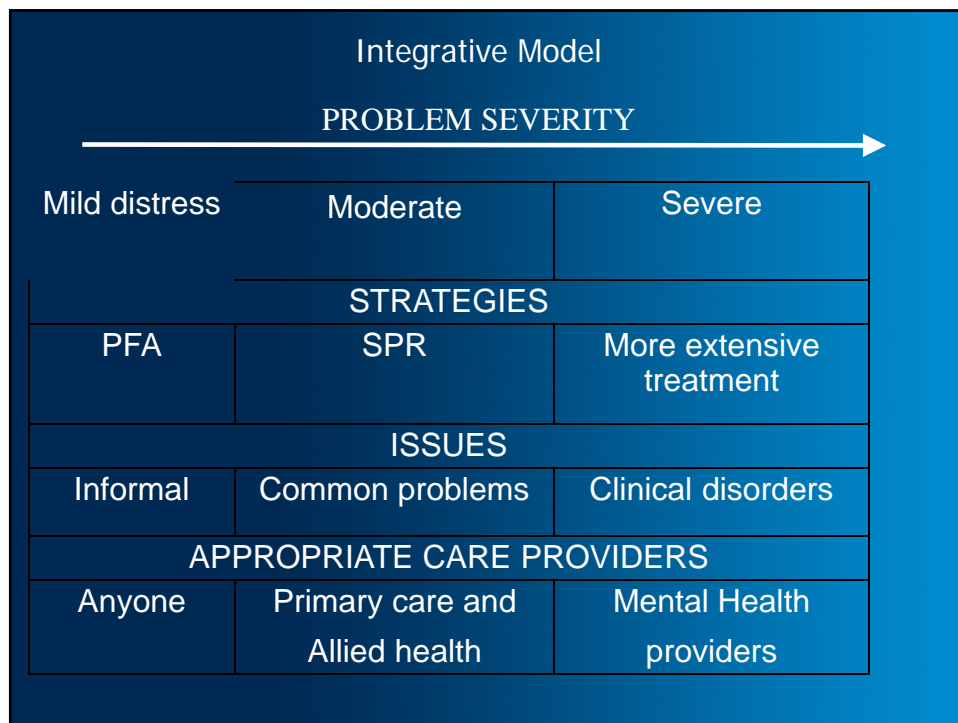 Integrative Model
PROBLEM SEVERITY
Mild distress Moderate Severe
STRATEGIES
PFA SPR More extensive
treatment
ISSUES
Informal Common problems Clinical disorders
APPROPRIATE CARE PROVIDERS
Anyone Primary care and Mental Health
Allied health providers